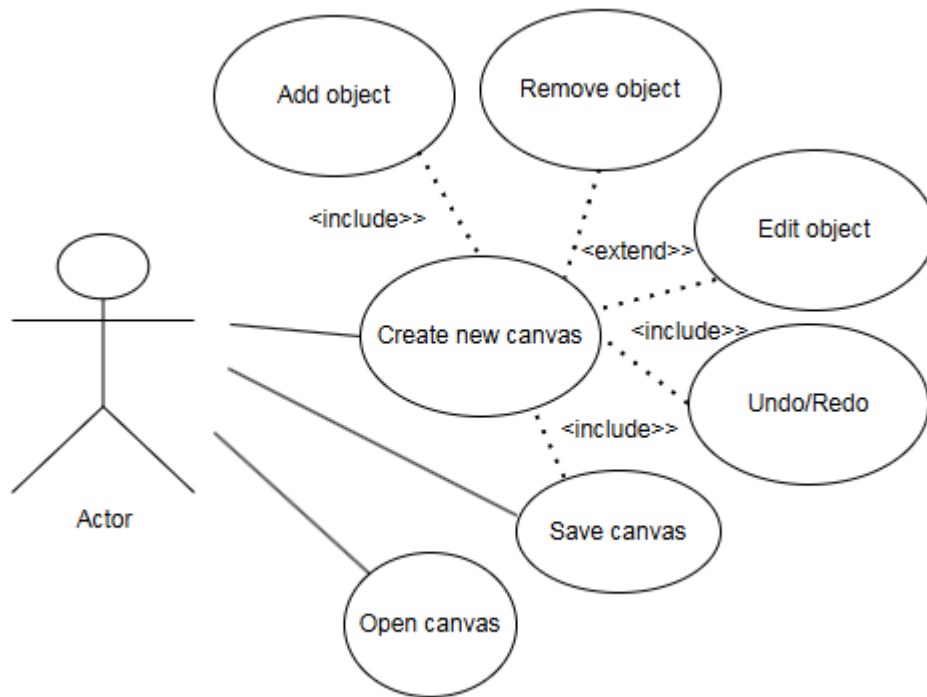 Add object
Remove object
<include>>
Edit object
<extend>>
Create new canvas
<include>>
Undo/Redo
<include>>
Actor
Save canvas
Open canvas